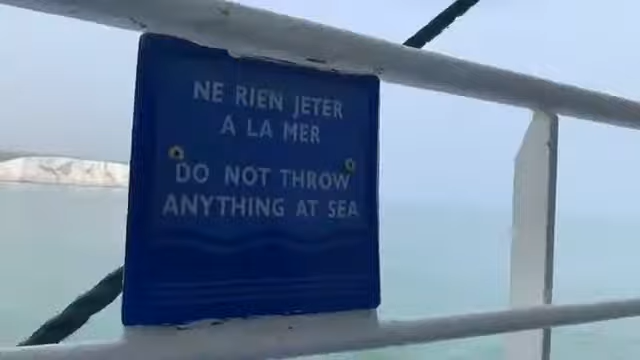 NE RIEN JETER
A LA MER
DO NOT THROW
ANYTHING AT SEA